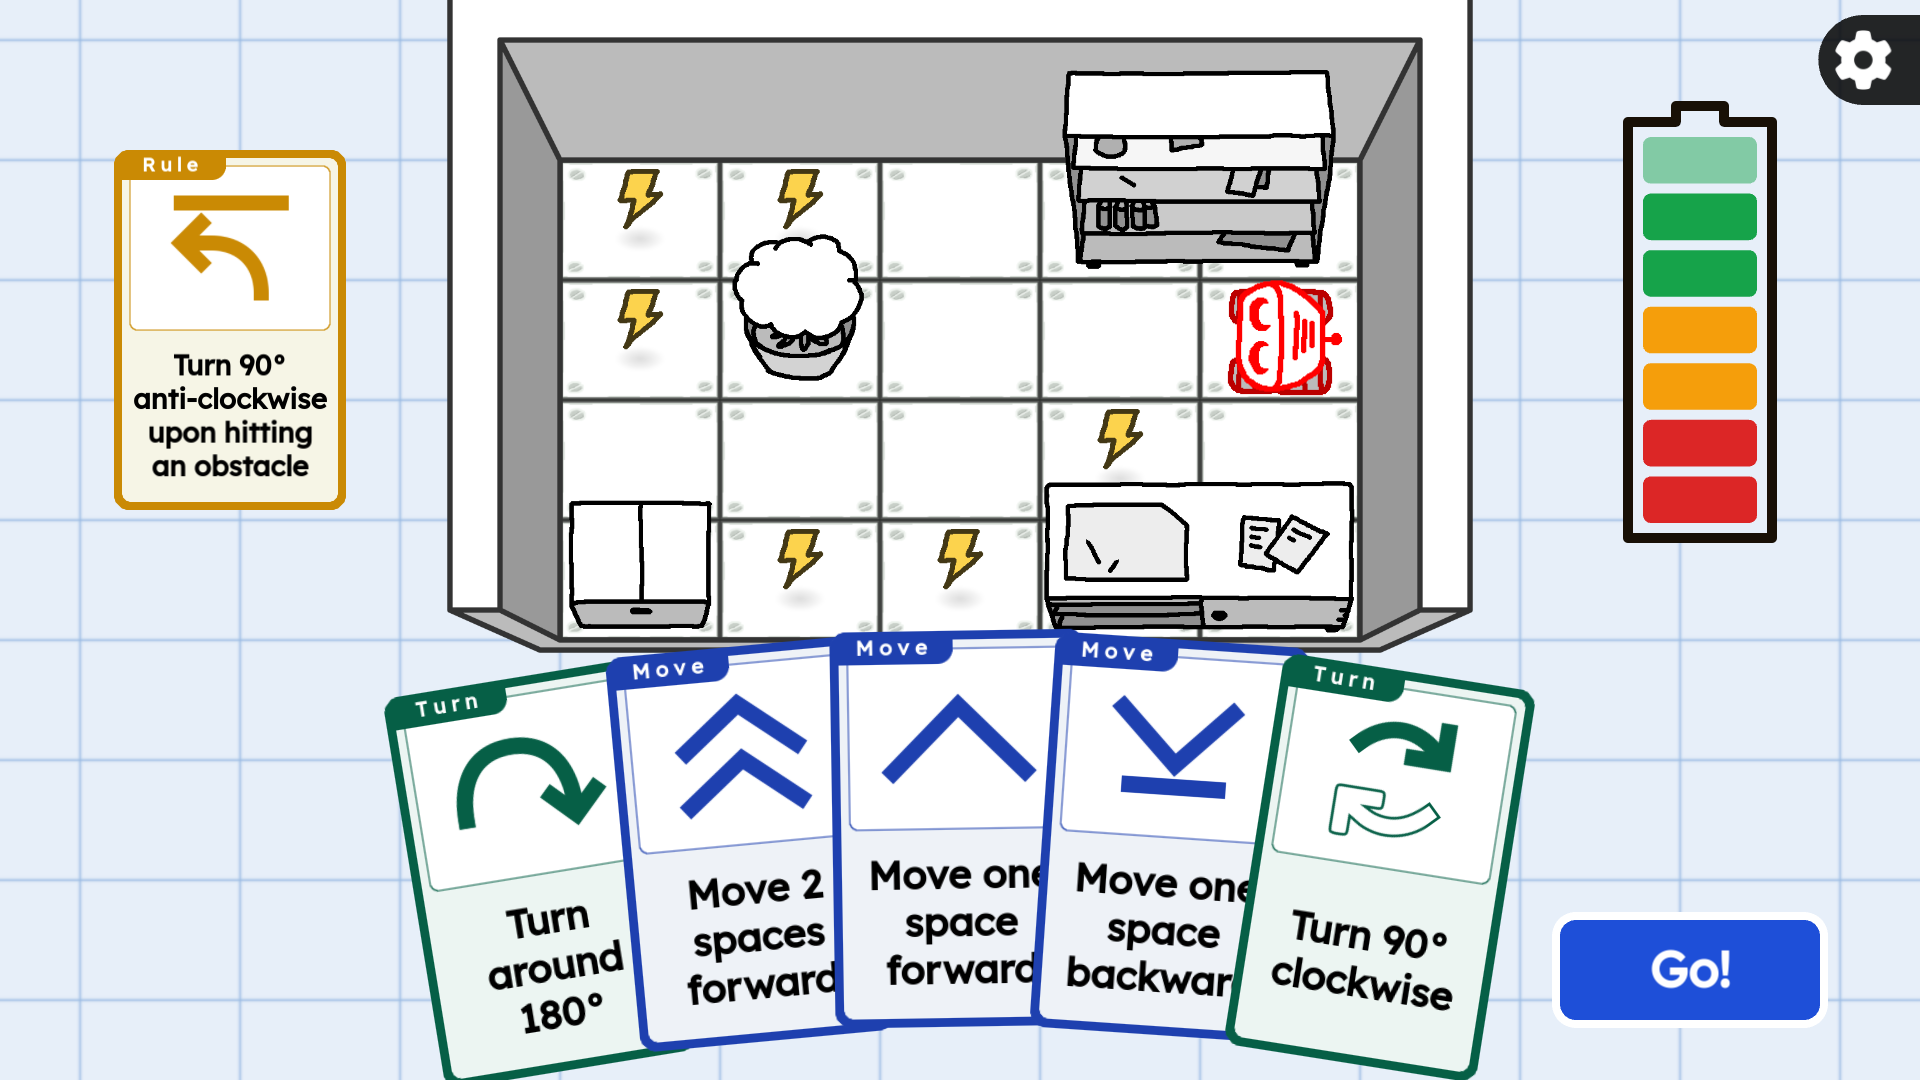 Rule
Turn 90°
anti-clockwise
upon hitting
an obstacle
Turn
Turn
around
180°
Move
Move 2
spaces
forward
Move
Move one
space
forward
Move
Move one
space
backwar
Turn
Turn 90°
clockwise
Go!